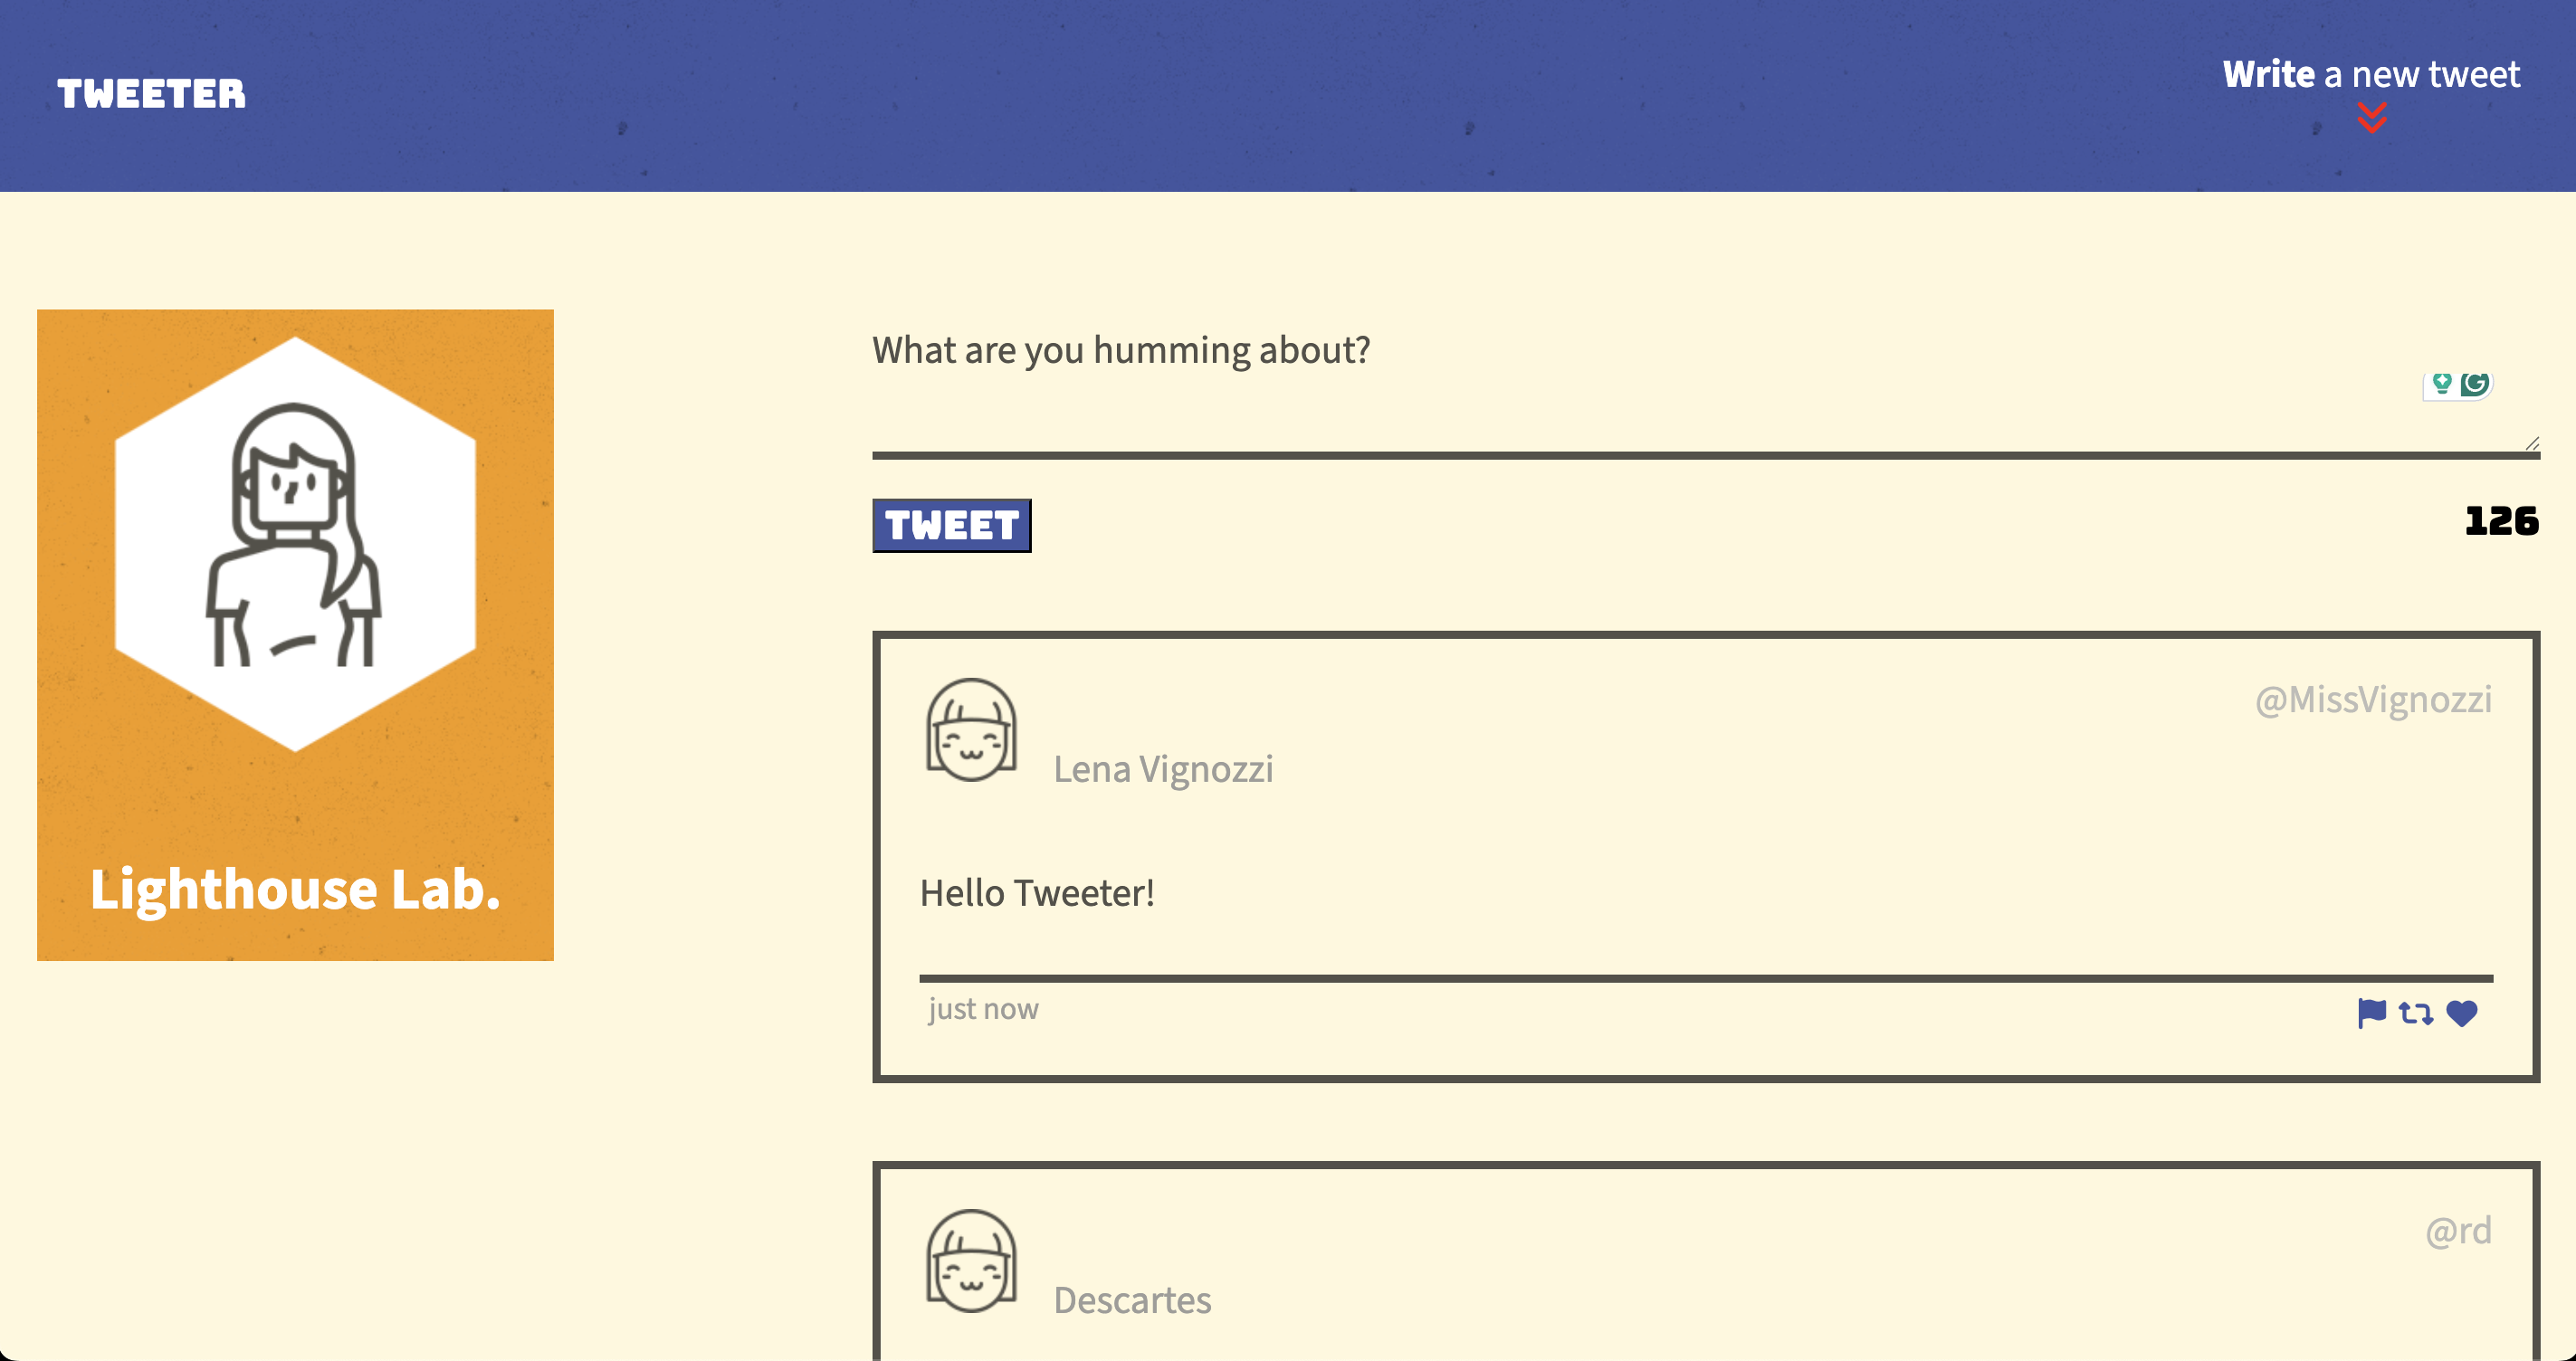 TWEETER
Write a new tweet
Lighthouse Lab.
What are you humming about?
TWEET
126
@MissVignozzi
Lena Vignozzi
Hello Tweeter!
just now
@rd
Descartes